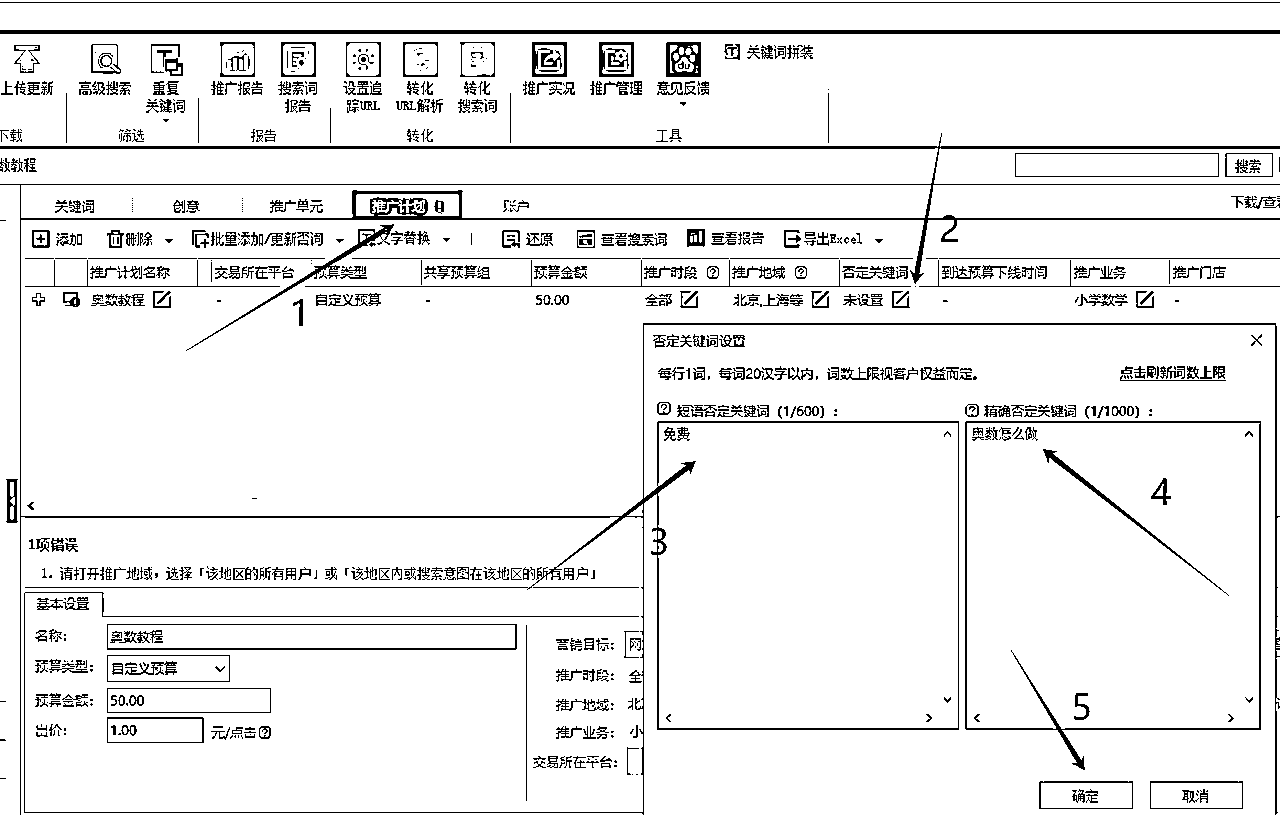 上传更新
高级搜索
重复
关键词
推广报告
搜索词
报告
设置追
踪URL
转化
URL解析
转化
搜索词
推广实况
推广管理
意见反馈
关键词拼装
下载
筛选
报告
转化
工具
数教程
搜索
关键词
创意
推广单元
推广计划
账户
下载/查看
添加
删除
批量添加/更新否词
文字替换
还原
查看搜索词
查看报告
导出Excel
2
推广计划名称
交易所在平台
预算类型
共享预算组
预算金额
推广时段
推广地域
否定关键词
到达预算下线时间
推广业务
推广门店
奥数教程
-
自定义预算
-
50.00
全部
北京,上海等
未设置
-
小学数学
-
1
否定关键词设置
每行1词，每词20汉字以内，词数上限视客户权益而定。
点击刷新词数上限
短语否定关键词（1/600）：
精确否定关键词（1/1000）：
免费
奥数怎么做
3
4
1项错误
1. 请打开推广地域，选择「该地区的所有用户」或「该地区内或搜索意图在该地区的所有用户」
基本设置
名称：
奥数教程
营销目标：
网
预算类型：
自定义预算
推广时段：
全
预算金额：
50.00
推广地域：
北
出价：
1.00
元/点击
推广业务：
小
交易所在平台：
5
确定
取消